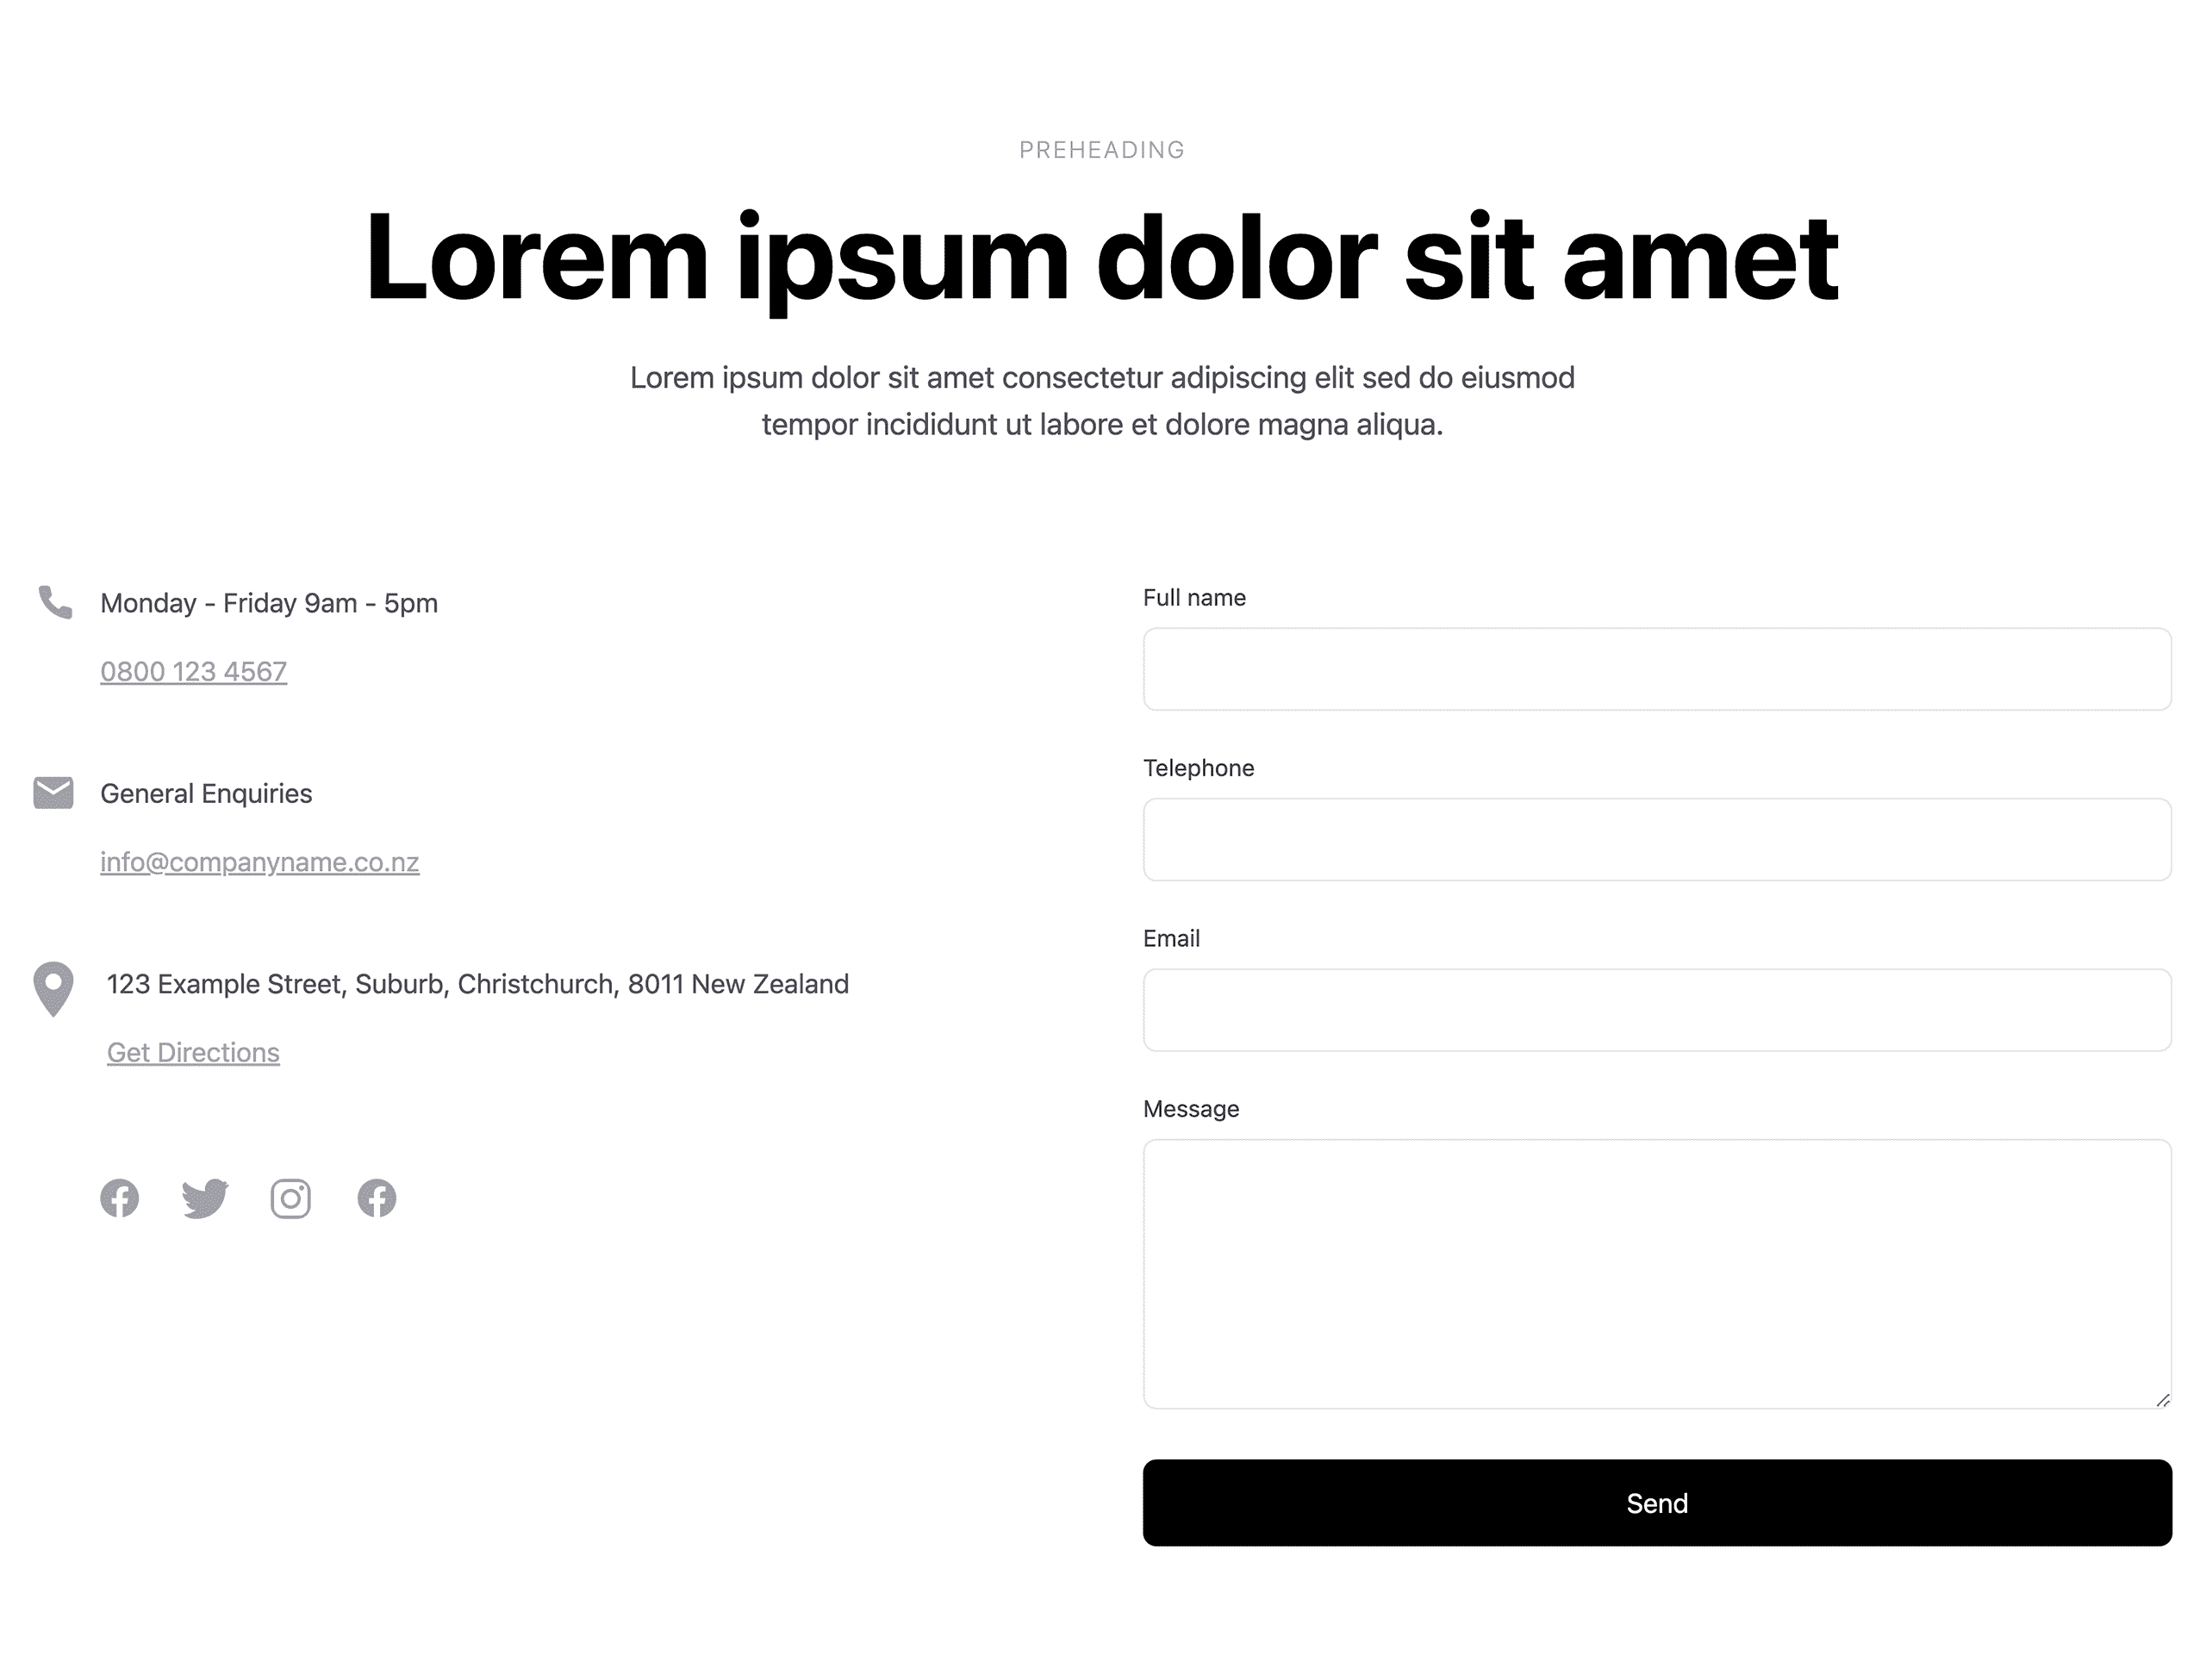 PREHEADING
Lorem ipsum dolor sit amet
Lorem ipsum dolor sit amet consectetur adipiscing elit sed do eiusmod
tempor incididunt ut labore et dolore magna aliqua.
Monday - Friday 9am - 5pm
0800 123 4567
General Enquiries
info@companyname.co.nz
123 Example Street, Suburb, Christchurch, 8011 New Zealand
Get Directions
Full name
Telephone
Email
Message
Send